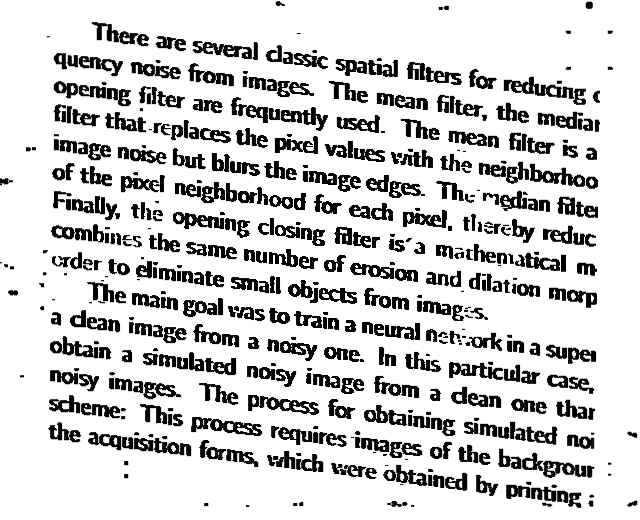 There are several classic spatial filters for reducing
quency noise from images. The mean filter, the median
opening filter are frequently used. The mean filter is a
filter that replaces the pixel values with the neighborhoo
image noise but blurs the image edges. The median filter
of the pixel neighborhood for each pixel, thereby reduc
Finally, the opening closing filter is a mathematical m
combines the same number of erosion and dilation morp
order to eliminate small objects from images.
The main goal was to train a neural network in a super
a clean image from a noisy one. In this particular case,
obtain a simulated noisy image from a clean one than
noisy images. The process for obtaining simulated noi
scheme: This process requires images of the backgroun
the acquisition forms, which were obtained by printing